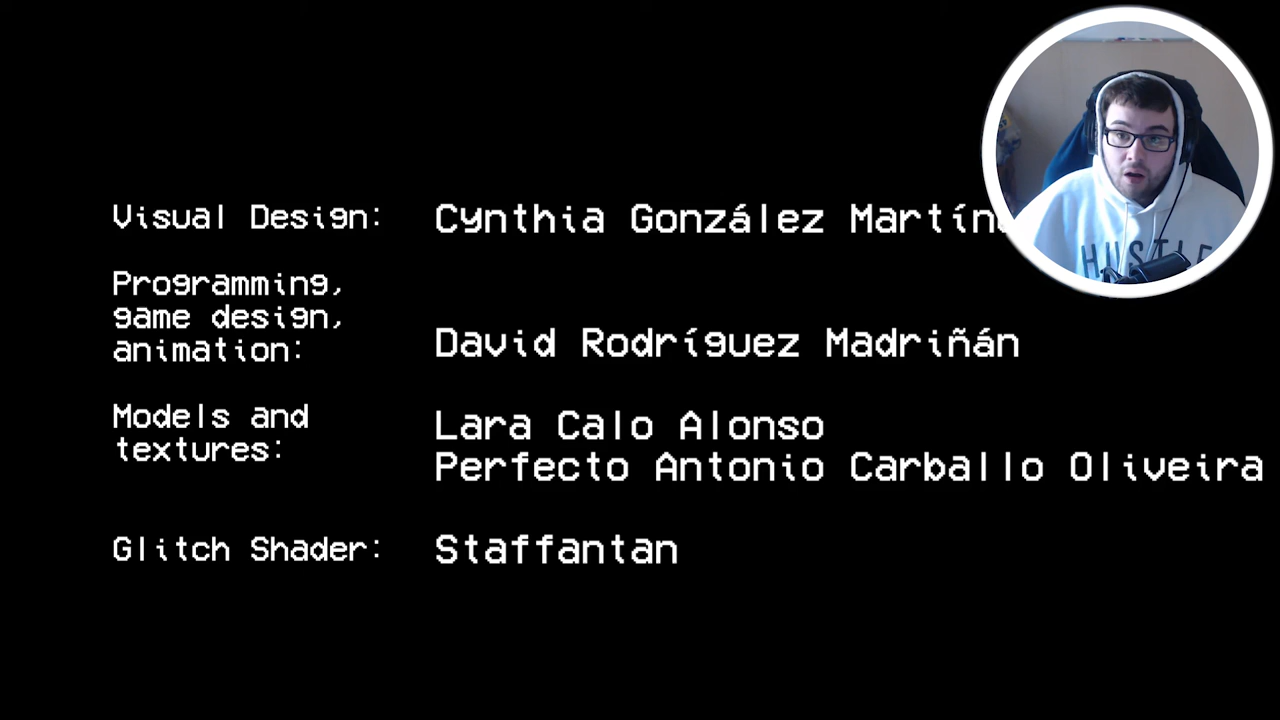 Visual Design: Cynthia González
Programming,
game design,
animation: David Rodríguez Madriñán
Models and Lara Calo Alonso
textures: Perfecto Antonio Carballo Oliveira
Glitch Shader: Staffantan
HUSTLE